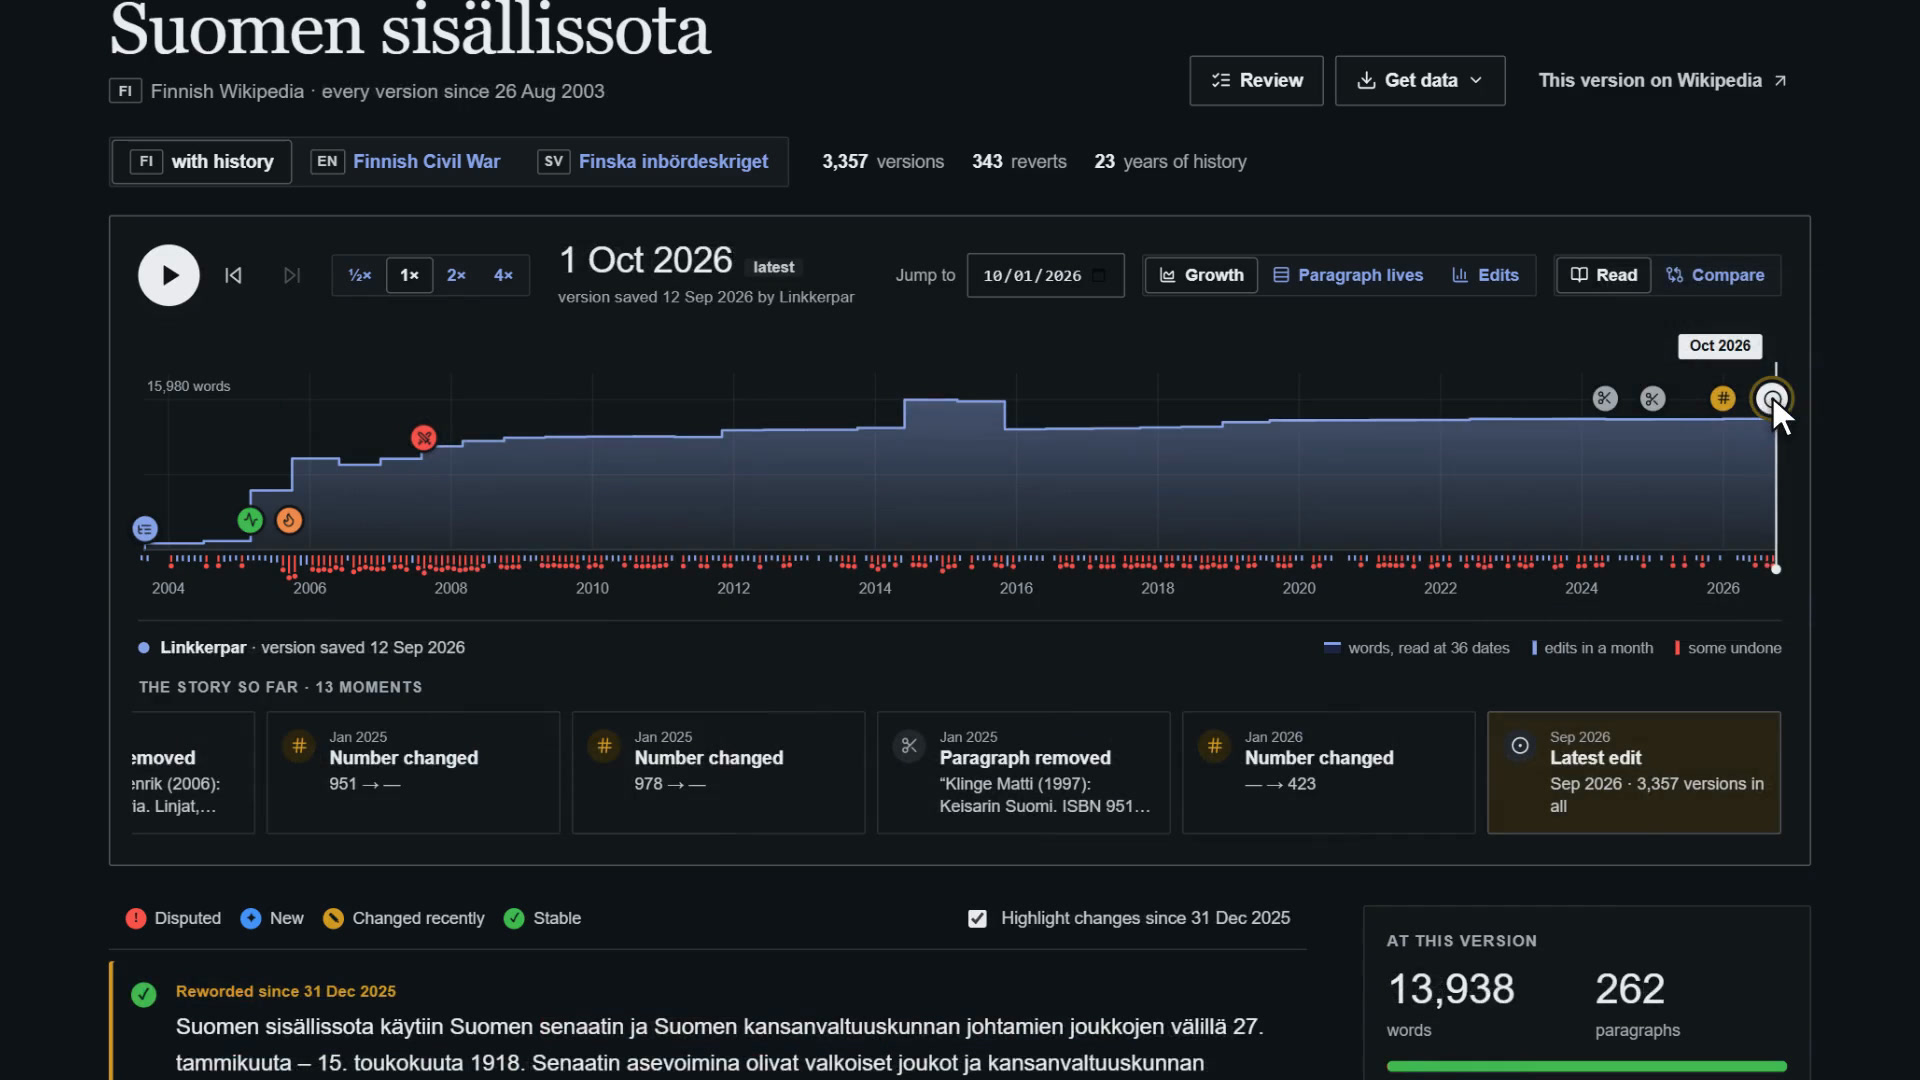 Suomen sisällissota
FI Finnish Wikipedia · every version since 26 Aug 2003
Review
Get data
This version on Wikipedia
FI with history
EN Finnish Civil War
SV Finska inbördeskriget
3,357 versions
343 reverts
23 years of history
½×
1×
2×
4×
1 Oct 2026 latest
version saved 12 Sep 2026 by Linkkerpar
Jump to
10/01/2026
Growth
Paragraph lives
Edits
Read
Compare
Oct 2026
15,980 words
2004
2006
2008
2010
2012
2014
2016
2018
2020
2022
2024
2026
Linkkerpar · version saved 12 Sep 2026
words, read at 36 dates
edits in a month
some undone
THE STORY SO FAR · 13 MOMENTS
emoved
enrik (2006):
ia. Linjat,...
Jan 2025
Number changed
951 → —
Jan 2025
Number changed
978 → —
Jan 2025
Paragraph removed
“Klinge Matti (1997):
Keisarin Suomi. ISBN 951...
Jan 2026
Number changed
— → 423
Sep 2026
Latest edit
Sep 2026 · 3,357 versions in
all
Disputed
New
Changed recently
Stable
Highlight changes since 31 Dec 2025
Reworded since 31 Dec 2025
Suomen sisällissota käytiin Suomen senaatin ja Suomen kansanvaltuuskunnan johtamien joukkojen välillä 27.
tammikuuta – 15. toukokuuta 1918. Senaatin asevoimina olivat valkoiset joukot ja kansanvaltuuskunnan
AT THIS VERSION
13,938
words
262
paragraphs